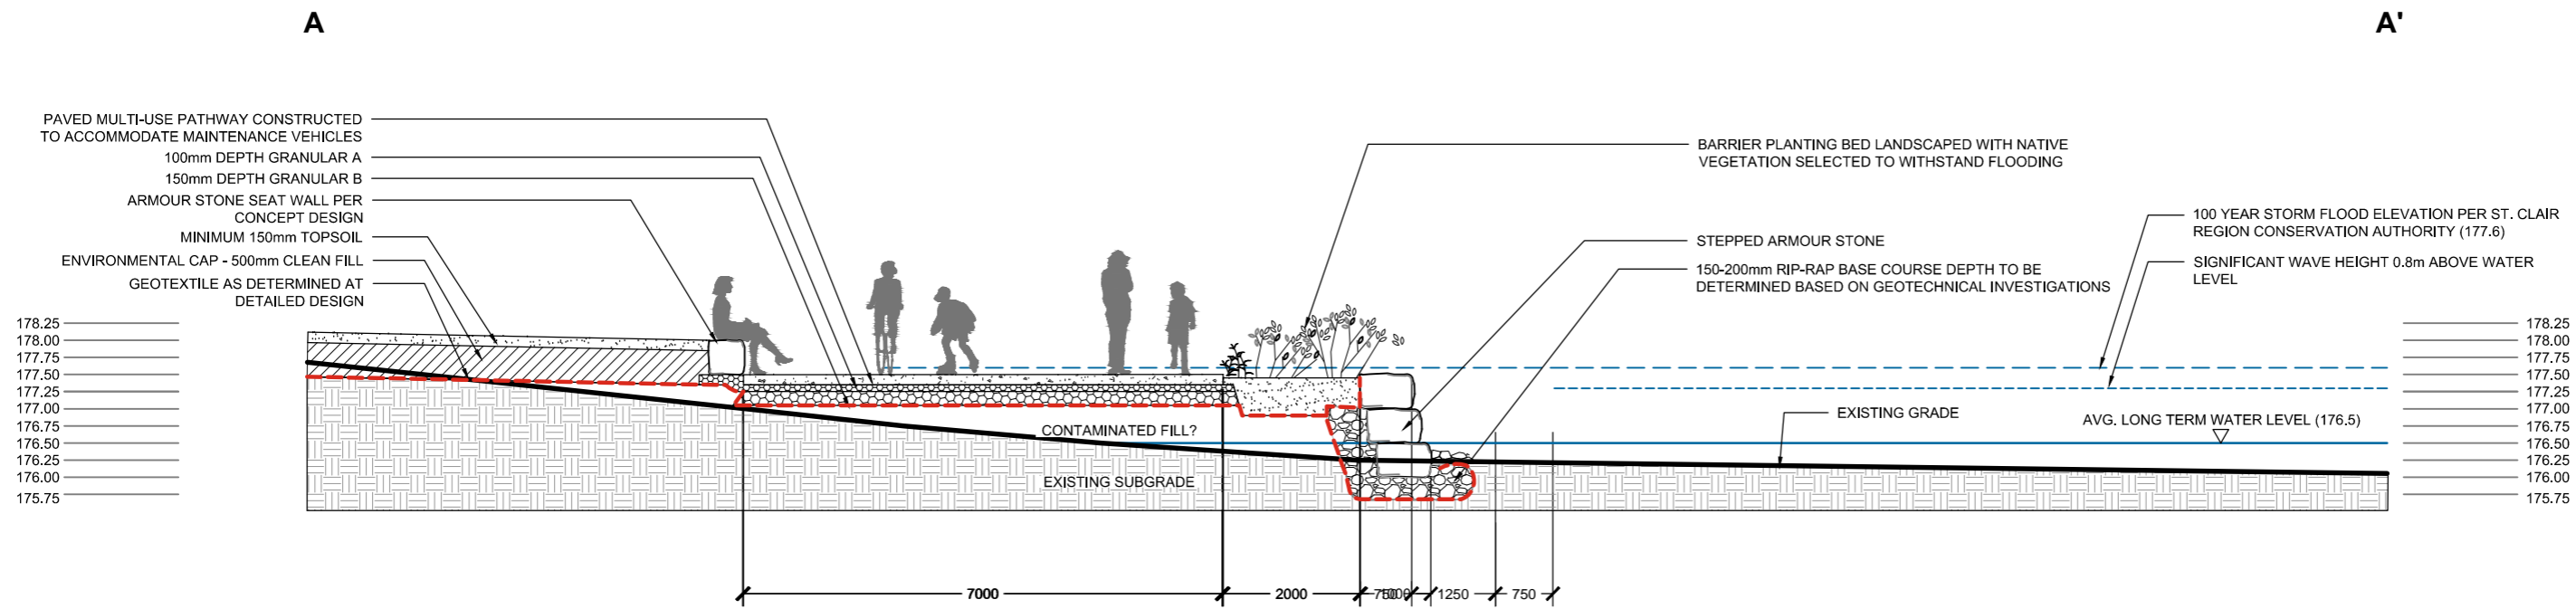 A
A'
PAVED MULTI-USE PATHWAY CONSTRUCTED
TO ACCOMMODATE MAINTENANCE VEHICLES
100mm DEPTH GRANULAR A
150mm DEPTH GRANULAR B
ARMOUR STONE SEAT WALL PER
CONCEPT DESIGN
MINIMUM 150mm TOPSOIL
ENVIRONMENTAL CAP - 500mm CLEAN FILL
GEOTEXTILE AS DETERMINED AT
DETAILED DESIGN
BARRIER PLANTING BED LANDSCAPED WITH NATIVE
VEGETATION SELECTED TO WITHSTAND FLOODING
STEPPED ARMOUR STONE
150-200mm RIP-RAP BASE COURSE DEPTH TO BE
DETERMINED BASED ON GEOTECHNICAL INVESTIGATIONS
100 YEAR STORM FLOOD ELEVATION PER ST. CLAIR
REGION CONSERVATION AUTHORITY (177.6)
SIGNIFICANT WAVE HEIGHT 0.8m ABOVE WATER
LEVEL
178.25
178.00
177.75
177.50
177.25
177.00
176.75
176.50
176.25
176.00
175.75
CONTAMINATED FILL?
EXISTING SUBGRADE
EXISTING GRADE
AVG. LONG TERM WATER LEVEL (176.5)
178.25
178.00
177.75
177.50
177.25
177.00
176.75
176.50
176.25
176.00
175.75
7000
2000
1250
750